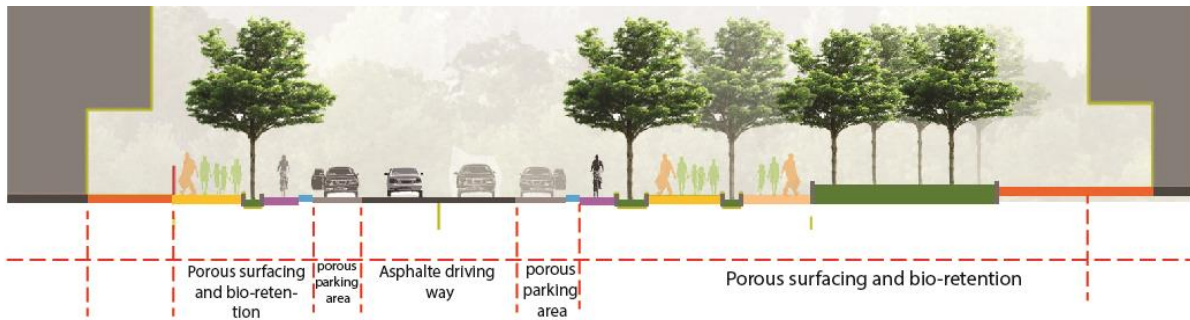 Porous surfacing
and bio-reten-
tion
porous
parking
area
Asphalte driving
way
porous
parking
area
Porous surfacing and bio-retention